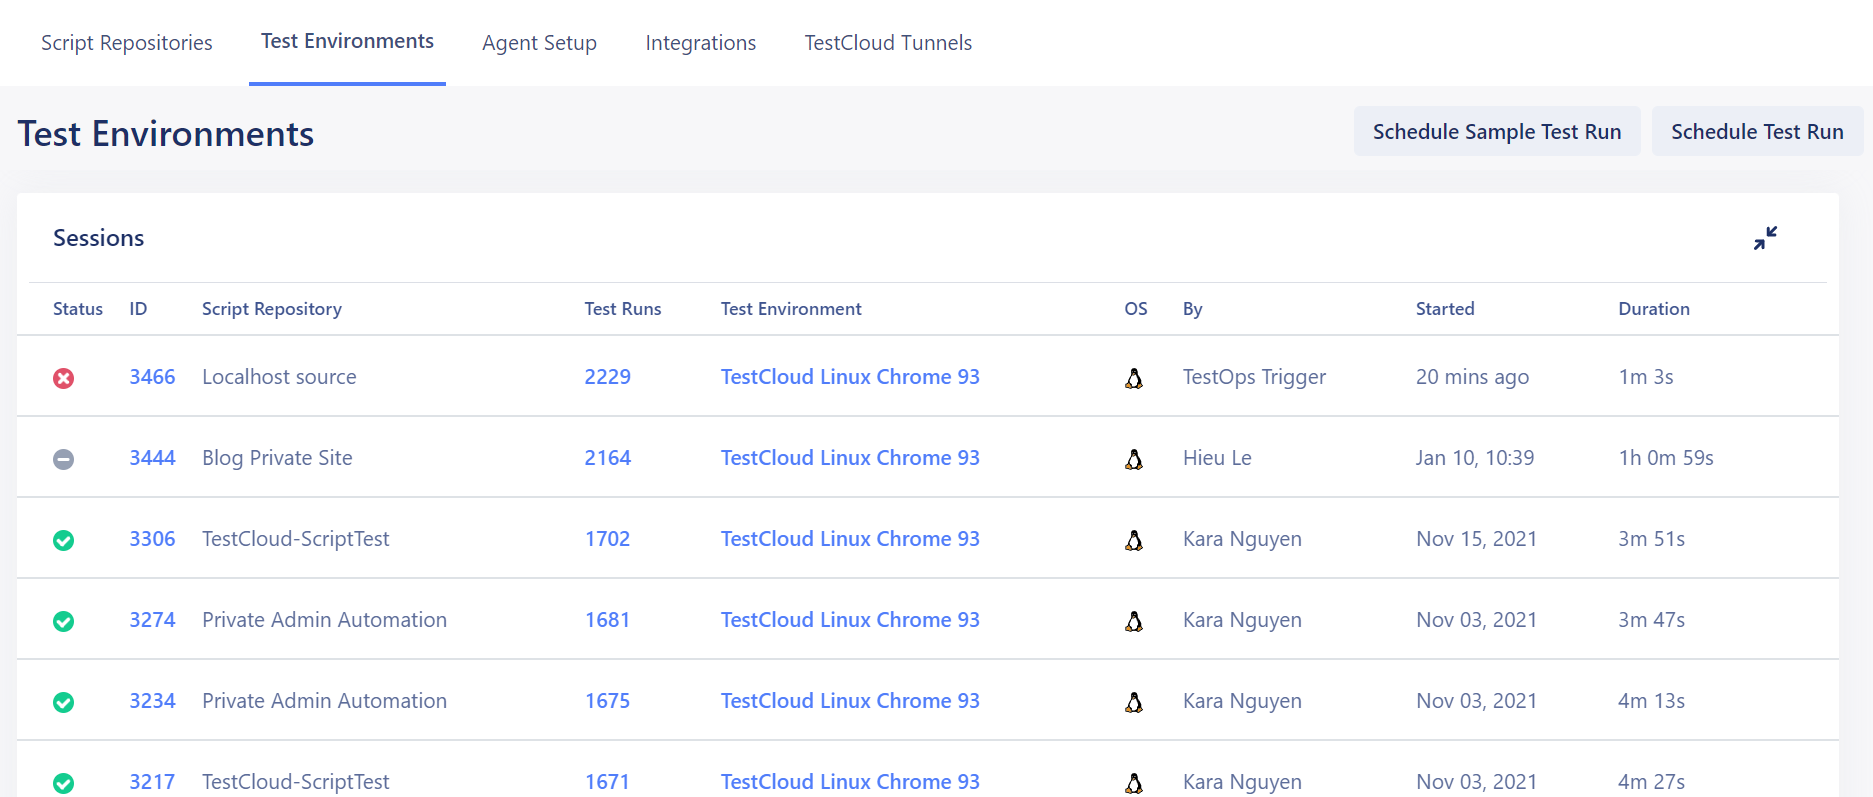 Script Repositories Test Environments Agent Setup Integrations TestCloud Tunnels
Test Environments Schedule Sample Test Run Schedule Test Run
Sessions
Status ID Script Repository Test Runs Test Environment OS By Started Duration
3466 Localhost source 2229 TestCloud Linux Chrome 93 TestOps Trigger 20 mins ago 1m 3s
3444 Blog Private Site 2164 TestCloud Linux Chrome 93 Hieu Le Jan 10, 10:39 1h 0m 59s
3306 TestCloud-ScriptTest 1702 TestCloud Linux Chrome 93 Kara Nguyen Nov 15, 2021 3m 51s
3274 Private Admin Automation 1681 TestCloud Linux Chrome 93 Kara Nguyen Nov 03, 2021 3m 47s
3234 Private Admin Automation 1675 TestCloud Linux Chrome 93 Kara Nguyen Nov 03, 2021 4m 13s
3217 TestCloud-ScriptTest 1671 TestCloud Linux Chrome 93 Kara Nguyen Nov 03, 2021 4m 27s